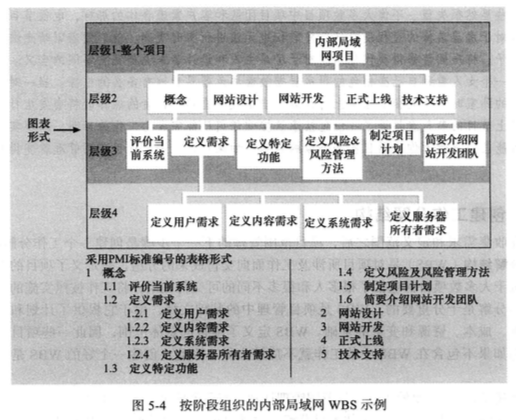 层级1-整个项目
内部局域
网项目
层级2
概念
网站设计
网站开发
正式上线
技术支持
图表
形式
层级3
评价当
前系统
定义需求
定义特定
功能
定义风险&
风险管理
方法
制定项目
计划
简要介绍网
站开发团队
层级4
定义用户需求
定义内容需求
定义系统需求
定义服务器
所有者需求
采用PMI标准编号的表格形式
1 概念
1.1 评价当前系统
1.2 定义需求
1.2.1 定义用户需求
1.2.2 定义内容需求
1.2.3 定义系统需求
1.2.4 定义服务器所有者需求
1.3 定义特定功能
1.4 定义风险及风险管理方法
1.5 制定项目计划
1.6 简要介绍网站开发团队
2 网站设计
3 网站开发
4 正式上线
5 技术支持
图 5-4 按阶段组织的内部局域网 WBS 示例